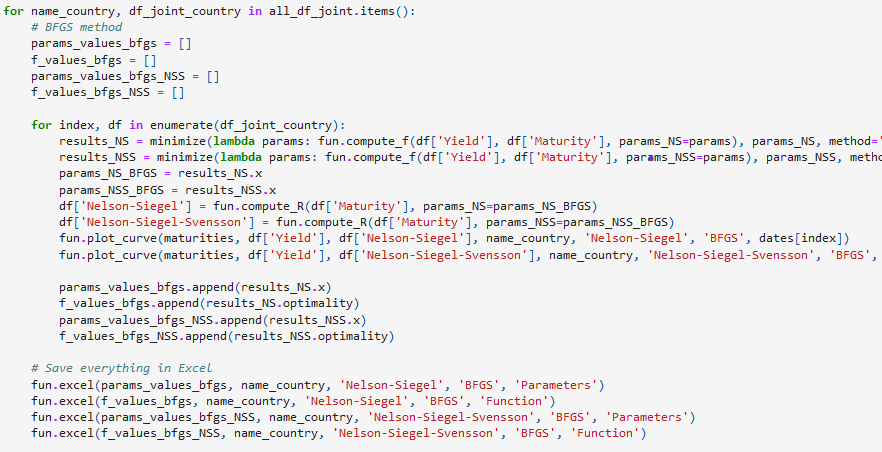 for name_country, df_joint_country in all_df_joint.items():
    # BFGS method
    params_values_bfgs = []
    f_values_bfgs = []
    params_values_bfgs_NSS = []
    f_values_bfgs_NSS = []

    for index, df in enumerate(df_joint_country):
        results_NS = minimize(lambda params: fun.compute_f(df['Yield'], df['Maturity'], params_NS=params), params_NS, method='
        results_NSS = minimize(lambda params: fun.compute_f(df['Yield'], df['Maturity'], params_NSS=params), params_NSS, metho
        params_NS_BFGS = results_NS.x
        params_NSS_BFGS = results_NSS.x
        df['Nelson-Siegel'] = fun.compute_R(df['Maturity'], params_NS=params_NS_BFGS)
        df['Nelson-Siegel-Svensson'] = fun.compute_R(df['Maturity'], params_NSS=params_NSS_BFGS)
        fun.plot_curve(maturities, df['Yield'], df['Nelson-Siegel'], name_country, 'Nelson-Siegel', 'BFGS', dates[index])
        fun.plot_curve(maturities, df['Yield'], df['Nelson-Siegel-Svensson'], name_country, 'Nelson-Siegel-Svensson', 'BFGS',

        params_values_bfgs.append(results_NS.x)
        f_values_bfgs.append(results_NS.optimality)
        params_values_bfgs_NSS.append(results_NSS.x)
        f_values_bfgs_NSS.append(results_NSS.optimality)

    # Save everything in Excel
    fun.excel(params_values_bfgs, name_country, 'Nelson-Siegel', 'BFGS', 'Parameters')
    fun.excel(f_values_bfgs, name_country, 'Nelson-Siegel', 'BFGS', 'Function')
    fun.excel(params_values_bfgs_NSS, name_country, 'Nelson-Siegel-Svensson', 'BFGS', 'Parameters')
    fun.excel(f_values_bfgs_NSS, name_country, 'Nelson-Siegel-Svensson', 'BFGS', 'Function')